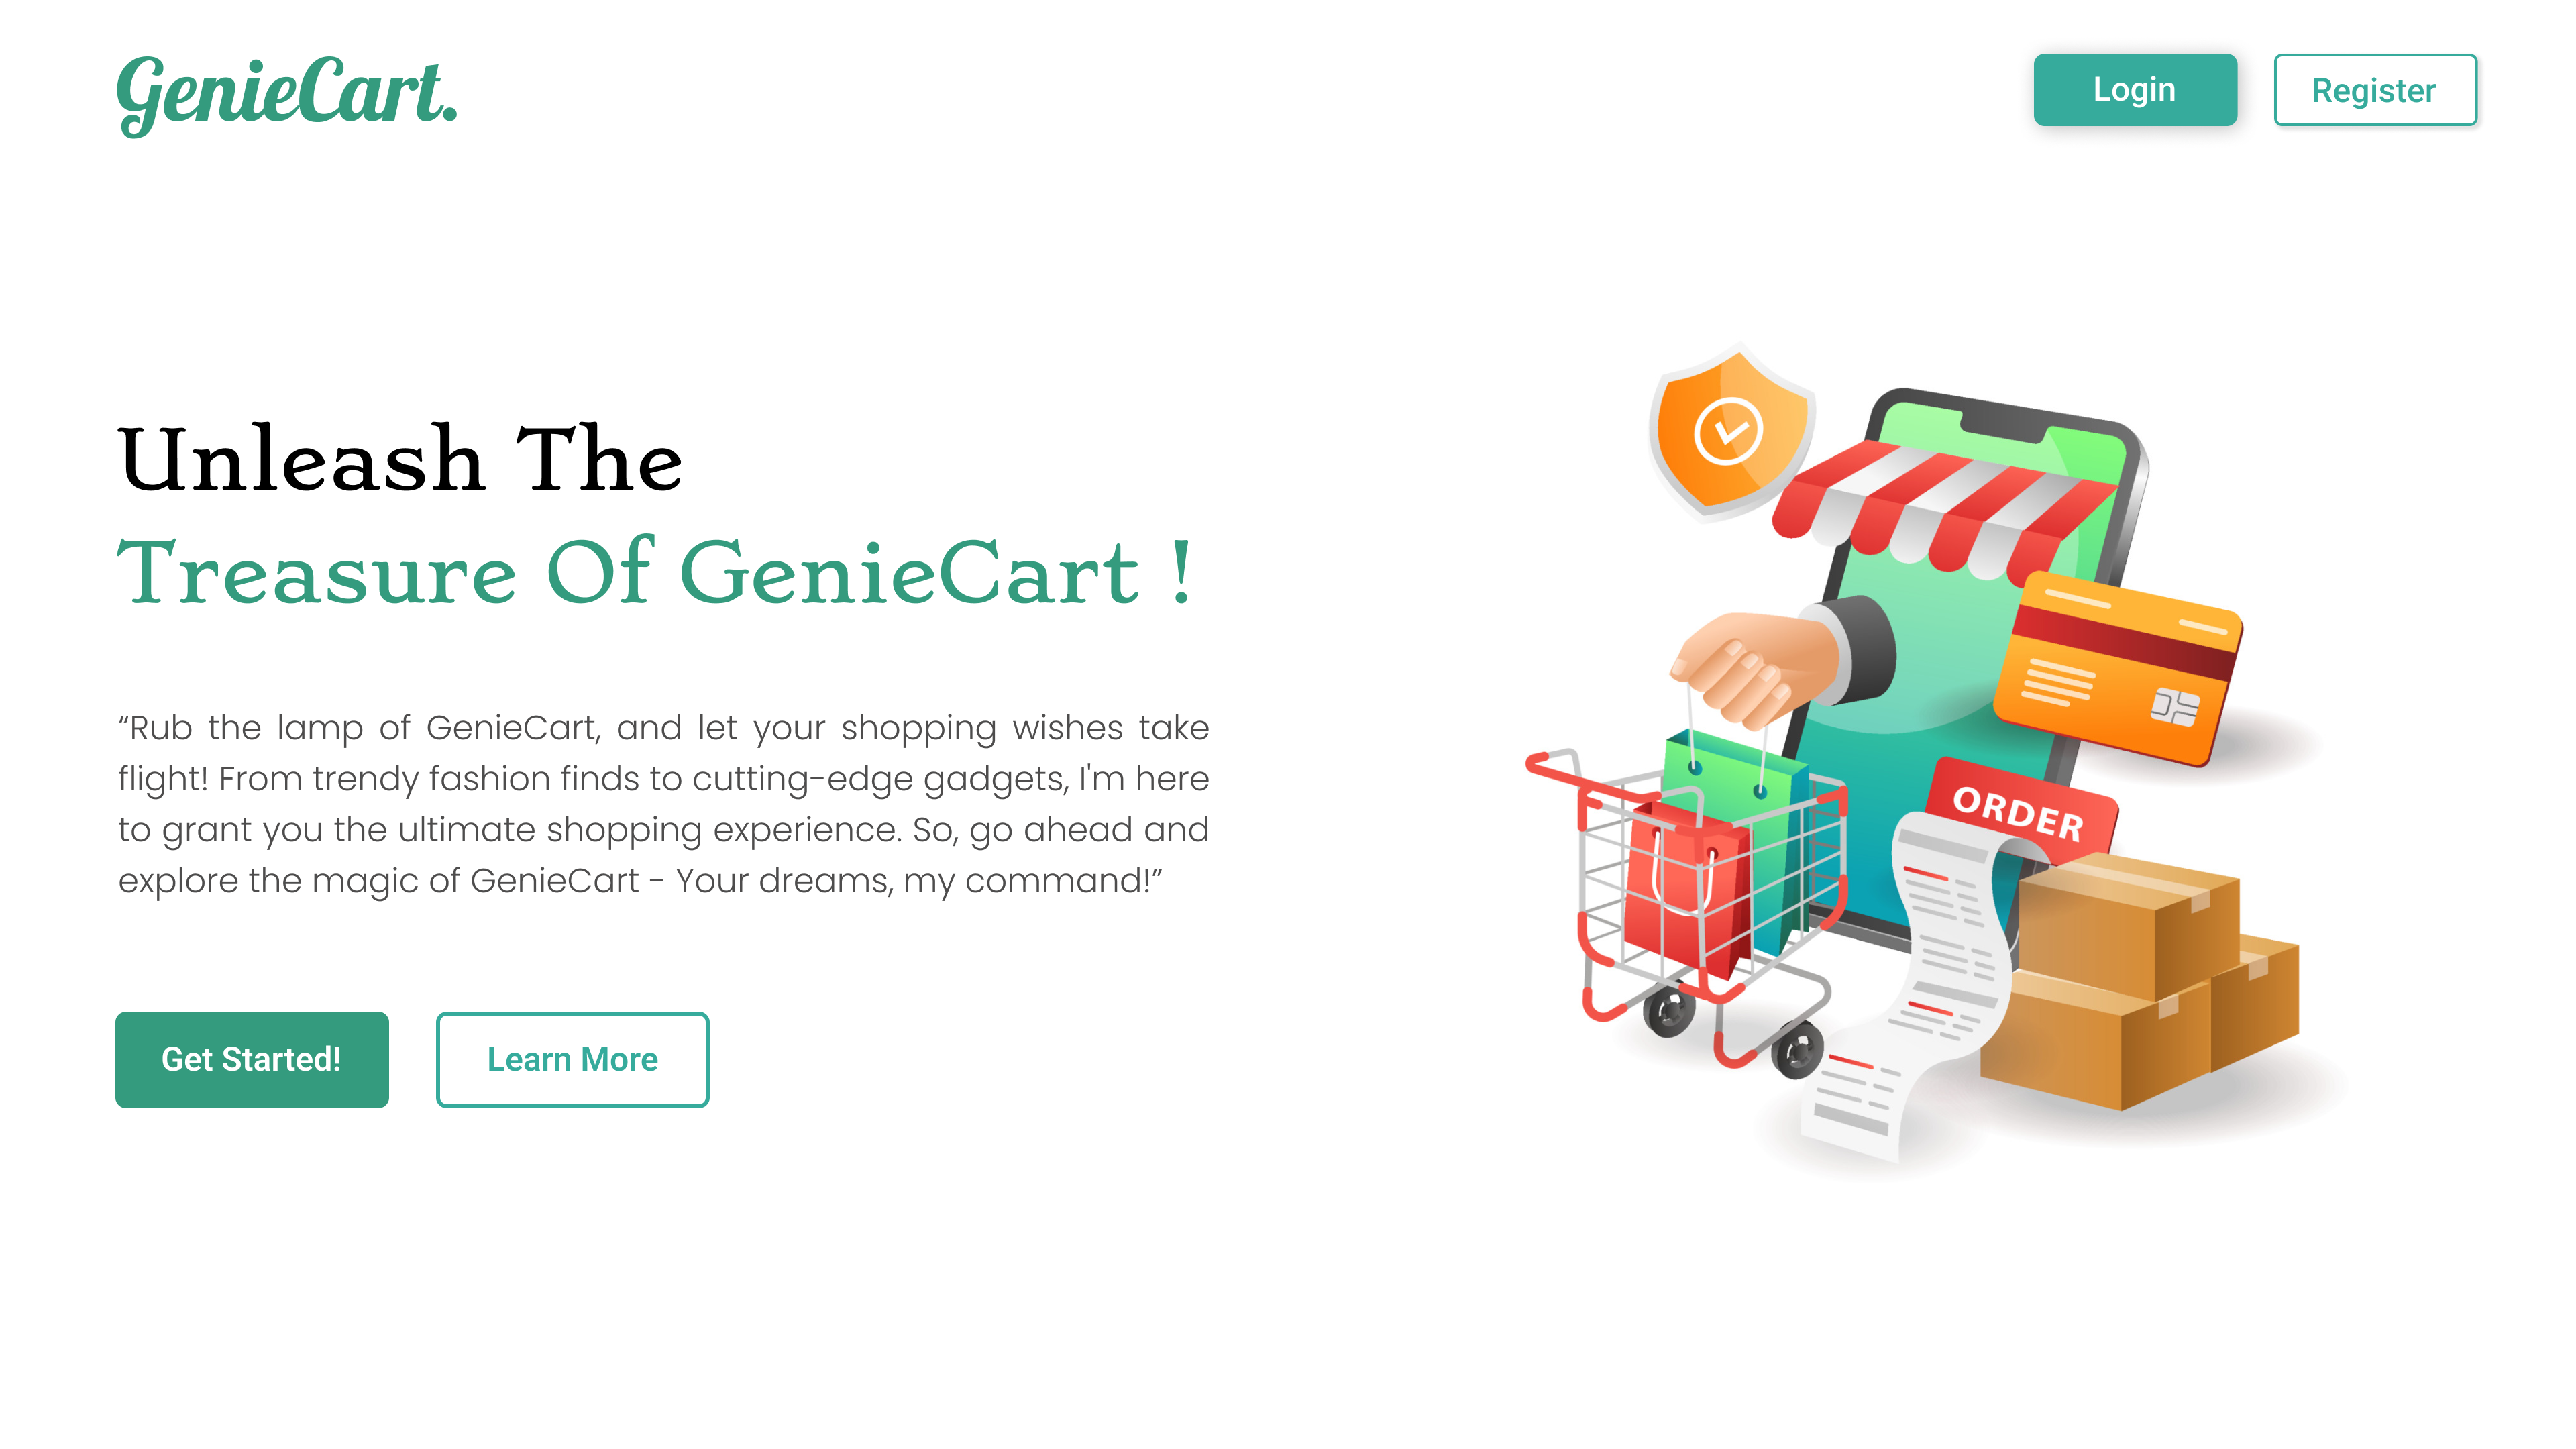 GenieCart.
Login
Register
Unleash The
Treasure Of GenieCart !
“Rub the lamp of GenieCart, and let your shopping wishes take
flight! From trendy fashion finds to cutting-edge gadgets, I'm here
to grant you the ultimate shopping experience. So, go ahead and
explore the magic of GenieCart - Your dreams, my command!”
Get Started!
Learn More
ORDER